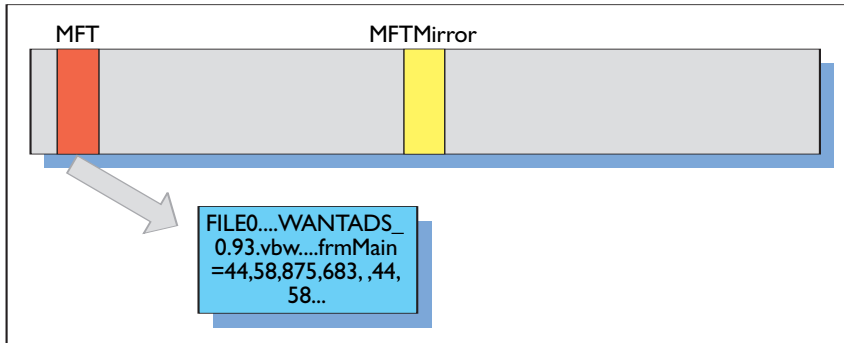 MFT
MFTMirror
FILE0....WANTADS_
0.93.vbw....frmMain
=44,58,875,683, ,44,
58...